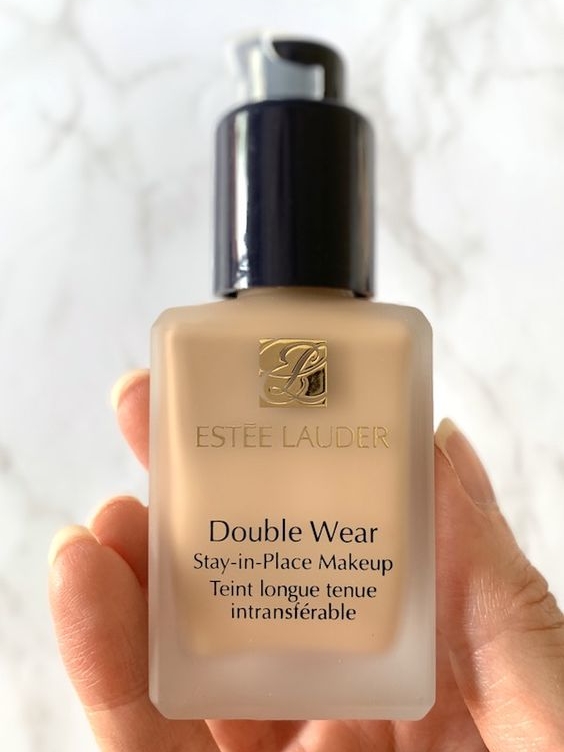 ESTĒE LAUDER
Double Wear
Stay-in-Place Makeup
Teint longue tenue
intransférable